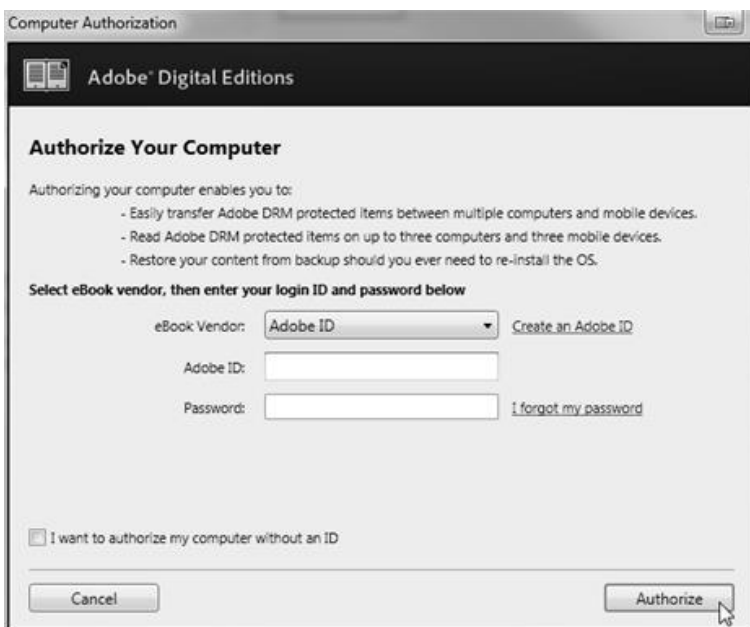 Computer Authorization
Adobe® Digital Editions
Authorize Your Computer
Authorizing your computer enables you to:
- Easily transfer Adobe DRM protected items between multiple computers and mobile devices.
- Read Adobe DRM protected items on up to three computers and three mobile devices.
- Restore your content from backup should you ever need to re-install the OS.
Select eBook vendor, then enter your login ID and password below
eBook Vendor: Adobe ID Create an Adobe ID
Adobe ID:
Password: I forgot my password
I want to authorize my computer without an ID
Cancel Authorize